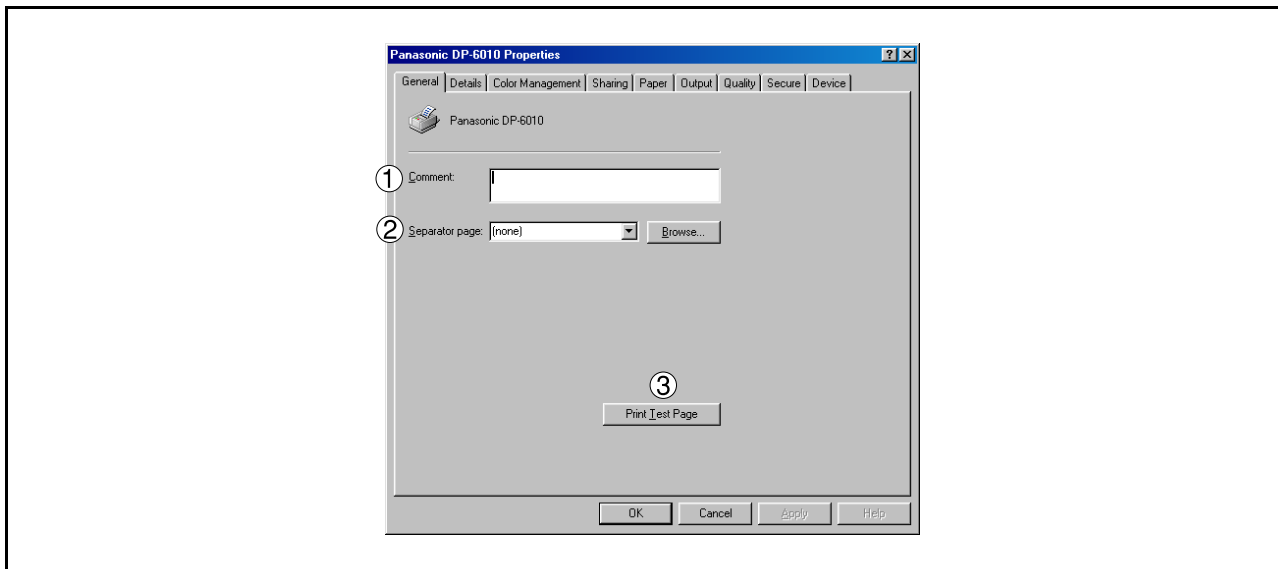 Panasonic DP-6010 Properties
General Details Color Management Sharing Paper Output Quality Secure Device
Panasonic DP-6010
① Comment:
② Separator page: (none) Browse...
③
Print Test Page
OK Cancel Apply Help